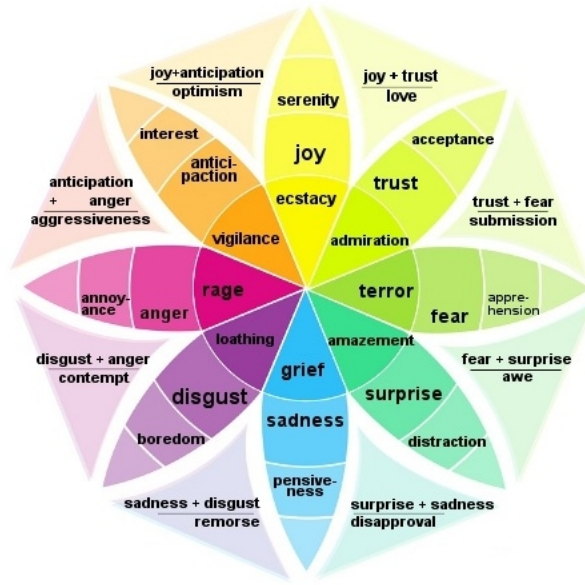 joy+anticipation
optimism
joy + trust
love
serenity
interest
acceptance
joy
antici-
paction
trust
anticipation
+ anger
aggressiveness
ecstacy
trust + fear
submission
vigilance
admiration
annoy-
ance
anger
rage
terror
fear
appre-
hension
loathing
amazement
disgust + anger
contempt
grief
fear + surprise
awe
disgust
surprise
sadness
boredom
distraction
pensive-
ness
sadness + disgust
remorse
surprise + sadness
disapproval